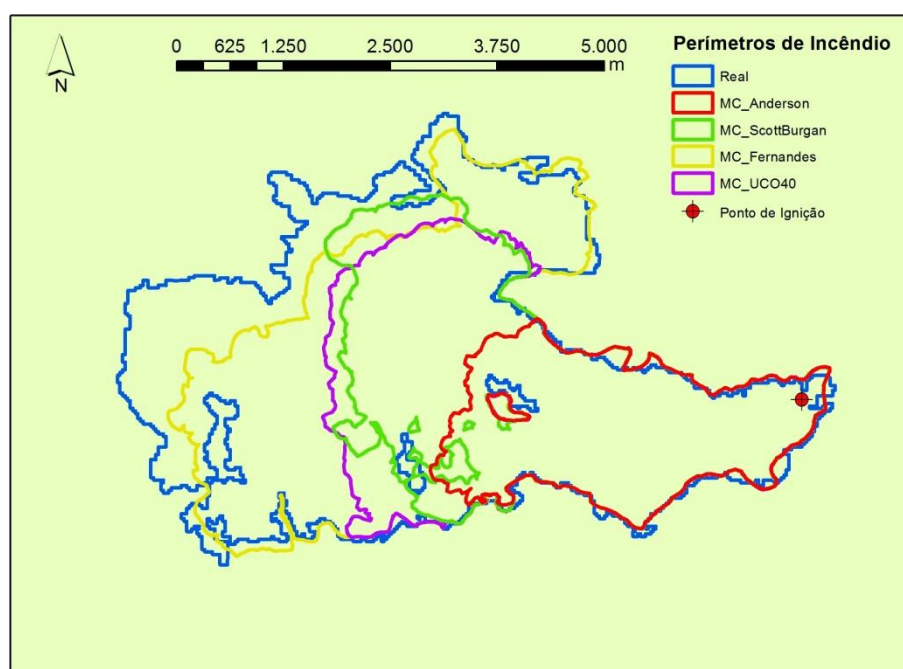 0 625 1.250 2.500 3.750 5.000
m
N
Perímetros de Incêndio
Real
MC_Anderson
MC_ScottBurgan
MC_Fernandes
MC_UCO40
Ponto de Ignição